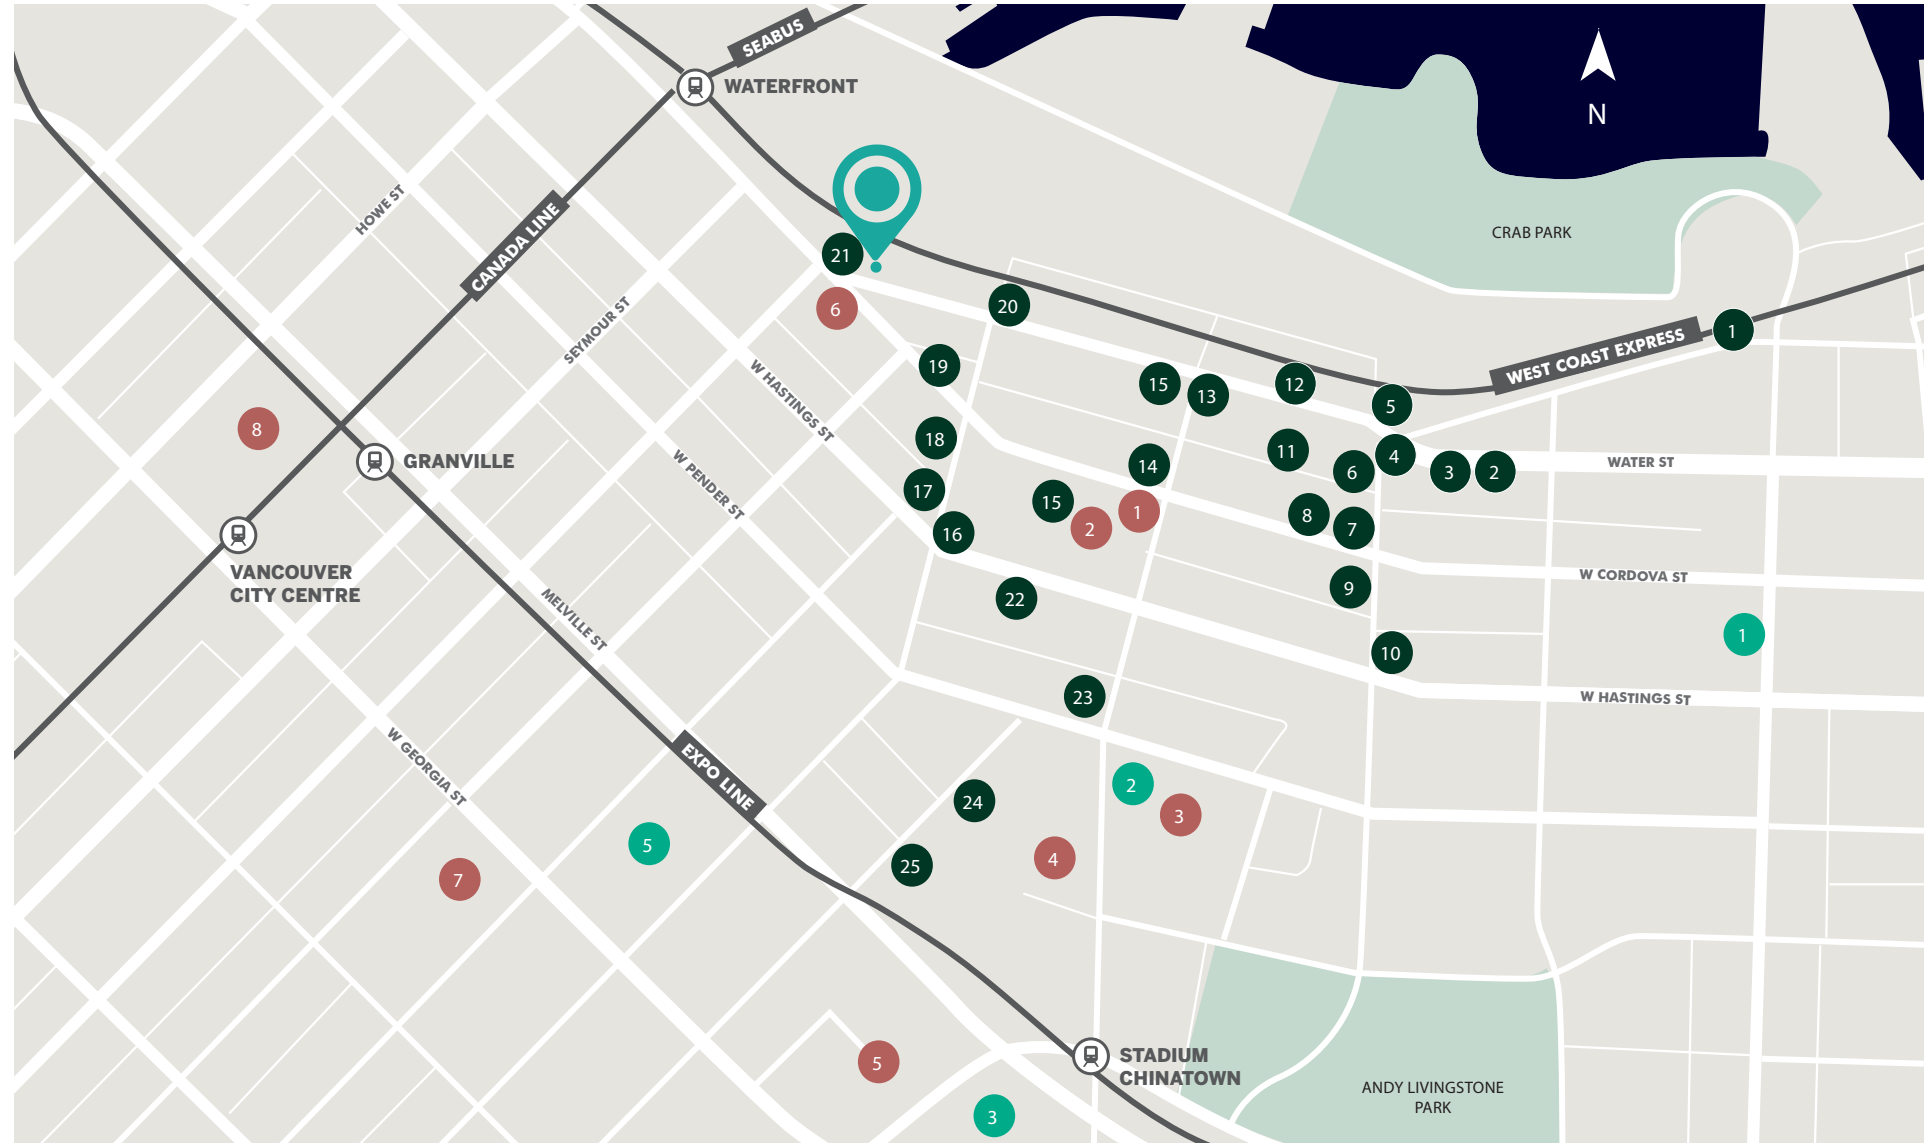 SEABUS
WATERFRONT
N
HOWE ST
CANADA LINE
CRAB PARK
21
6
20
SEYMOUR ST
1
WEST COAST EXPRESS
19
15
13
12
5
W HASTINGS ST
8
GRANVILLE
18
14
11
4
6
3
2
WATER ST
W PENDER ST
17
15
2
1
8
7
16
VANCOUVER
CITY CENTRE
MELVILLE ST
22
9
W CORDOVA ST
1
10
23
W HASTINGS ST
W GEORGIA ST
EXPO LINE
2
24
3
5
4
25
7
5
STADIUM
CHINATOWN
3
ANDY LIVINGSTONE
PARK